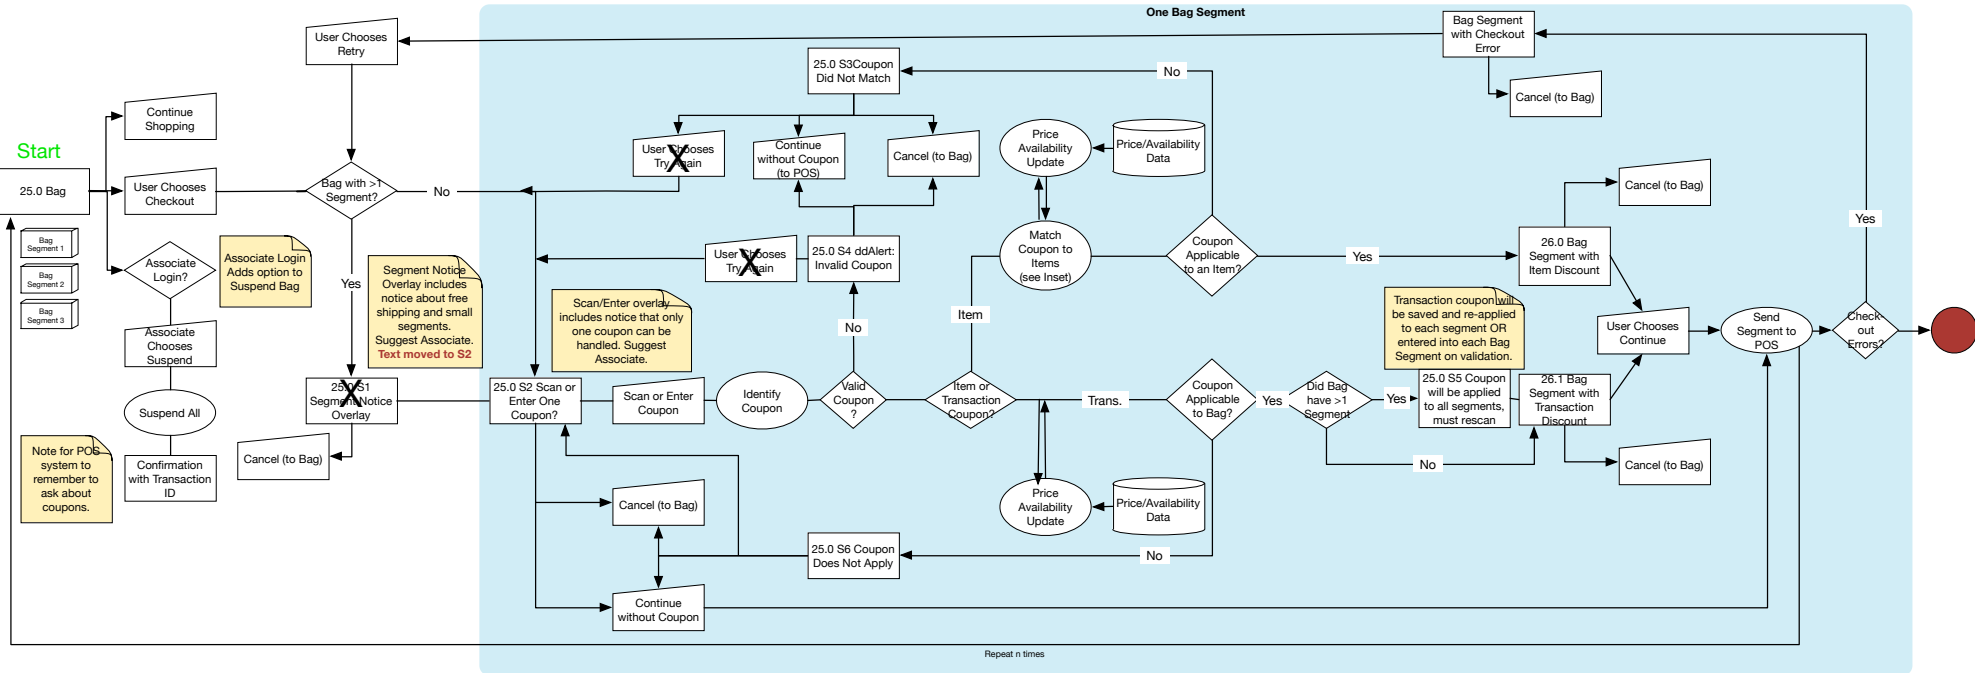 One Bag Segment
User Chooses
Retry
Bag Segment
with Checkout
Error
Cancel (to Bag)
25.0 S3Coupon
Did Not Match
No
Continue
Shopping
Start
25.0 Bag
User Chooses
Checkout
Bag with >1
Segment?
No
User Chooses
Try Again
X
Continue
without Coupon
(to POS)
Cancel (to Bag)
Price
Availability
Update
Price/Availability
Data
Cancel (to Bag)
Yes
Bag
Segment 1
Bag
Segment 2
Bag
Segment 3
Associate
Login?
Associate Login
Adds option to
Suspend Bag
Yes
Segment Notice
Overlay includes
notice about free
shipping and small
segments.
Suggest Associate.
Text moved to S2
User Chooses
Try Again
X
25.0 S4 ddAlert:
Invalid Coupon
Match
Coupon to
Items
(see Inset)
Coupon
Applicable
to an Item?
Yes
26.0 Bag
Segment with
Item Discount
Scan/Enter overlay
includes notice that only
one coupon can be
handled. Suggest
Associate.
No
Item
Transaction coupon will
be saved and re-applied
to each segment OR
entered into each Bag
Segment on validation.
User Chooses
Continue
Send
Segment to
POS
Check-
out
Errors?
Associate
Chooses
Suspend
25.0 S1
Segment Notice
Overlay
X
25.0 S2 Scan or
Enter One
Coupon?
Scan or Enter
Coupon
Identify
Coupon
Valid
Coupon
?
Item or
Transaction
Coupon?
Trans.
Coupon
Applicable
to Bag?
Yes
Did Bag
have >1
Segment
Yes
25.0 S5 Coupon
will be applied
to all segments,
must rescan
26.1 Bag
Segment with
Transaction
Discount
Suspend All
Note for POS
system to
remember to
ask about
coupons.
Confirmation
with Transaction
ID
Cancel (to Bag)
No
Cancel (to Bag)
Cancel (to Bag)
Price
Availability
Update
Price/Availability
Data
25.0 S6 Coupon
Does Not Apply
No
Continue
without Coupon
Repeat n times